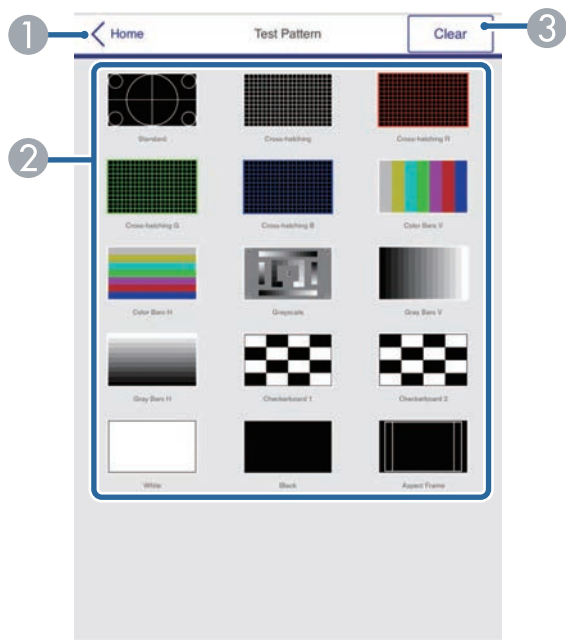 1
Home
Test Pattern
Clear
3
2
Standard
Cross-hatching
Cross-hatching R
Cross-hatching G
Cross-hatching B
Color Bars V
Color Bars H
Grayscale
Gray Bars V
Gray Bars H
Checkerboard 1
Checkerboard 2
White
Black
Aspect Frame